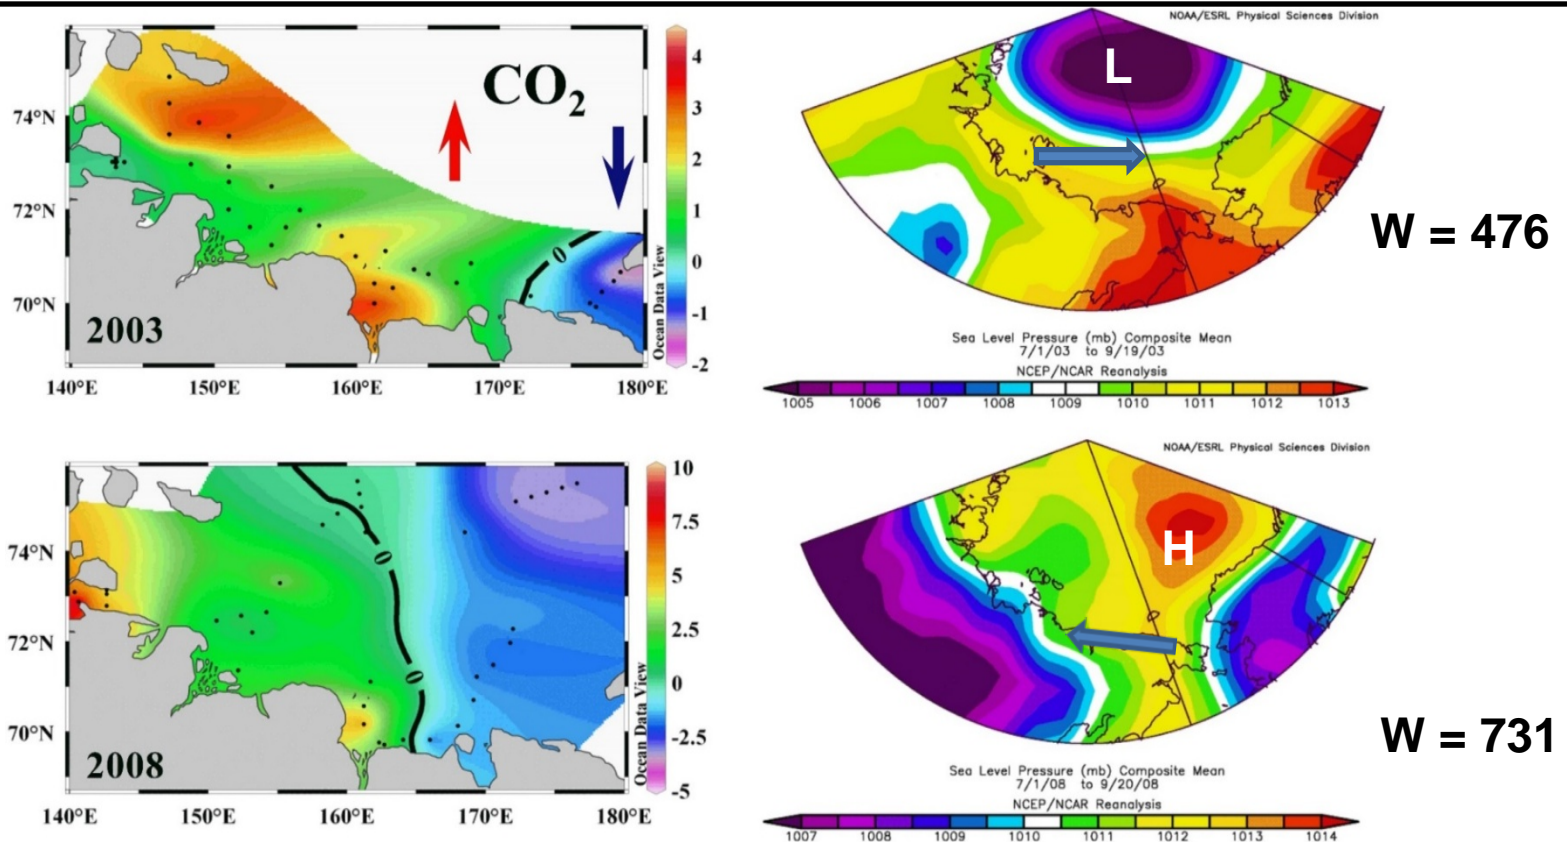 CO2
74°N
72°N
70°N
2003
0
4
3
2
1
0
-1
-2
Ocean Data View
140°E 150°E 160°E 170°E 180°E
NOAA/ESRL Physical Sciences Division
L
Sea Level Pressure (mb) Composite Mean
7/1/03 to 9/19/03
NCEP/NCAR Reanalysis
1005 1006 1007 1008 1009 1010 1011 1012 1013
W = 476
74°N
72°N
70°N
2008
0
0
10
7.5
5
2.5
0
-2.5
-5
Ocean Data View
140°E 150°E 160°E 170°E 180°E
NOAA/ESRL Physical Sciences Division
H
Sea Level Pressure (mb) Composite Mean
7/1/08 to 9/20/08
NCEP/NCAR Reanalysis
1007 1008 1009 1010 1011 1012 1013 1014
W = 731